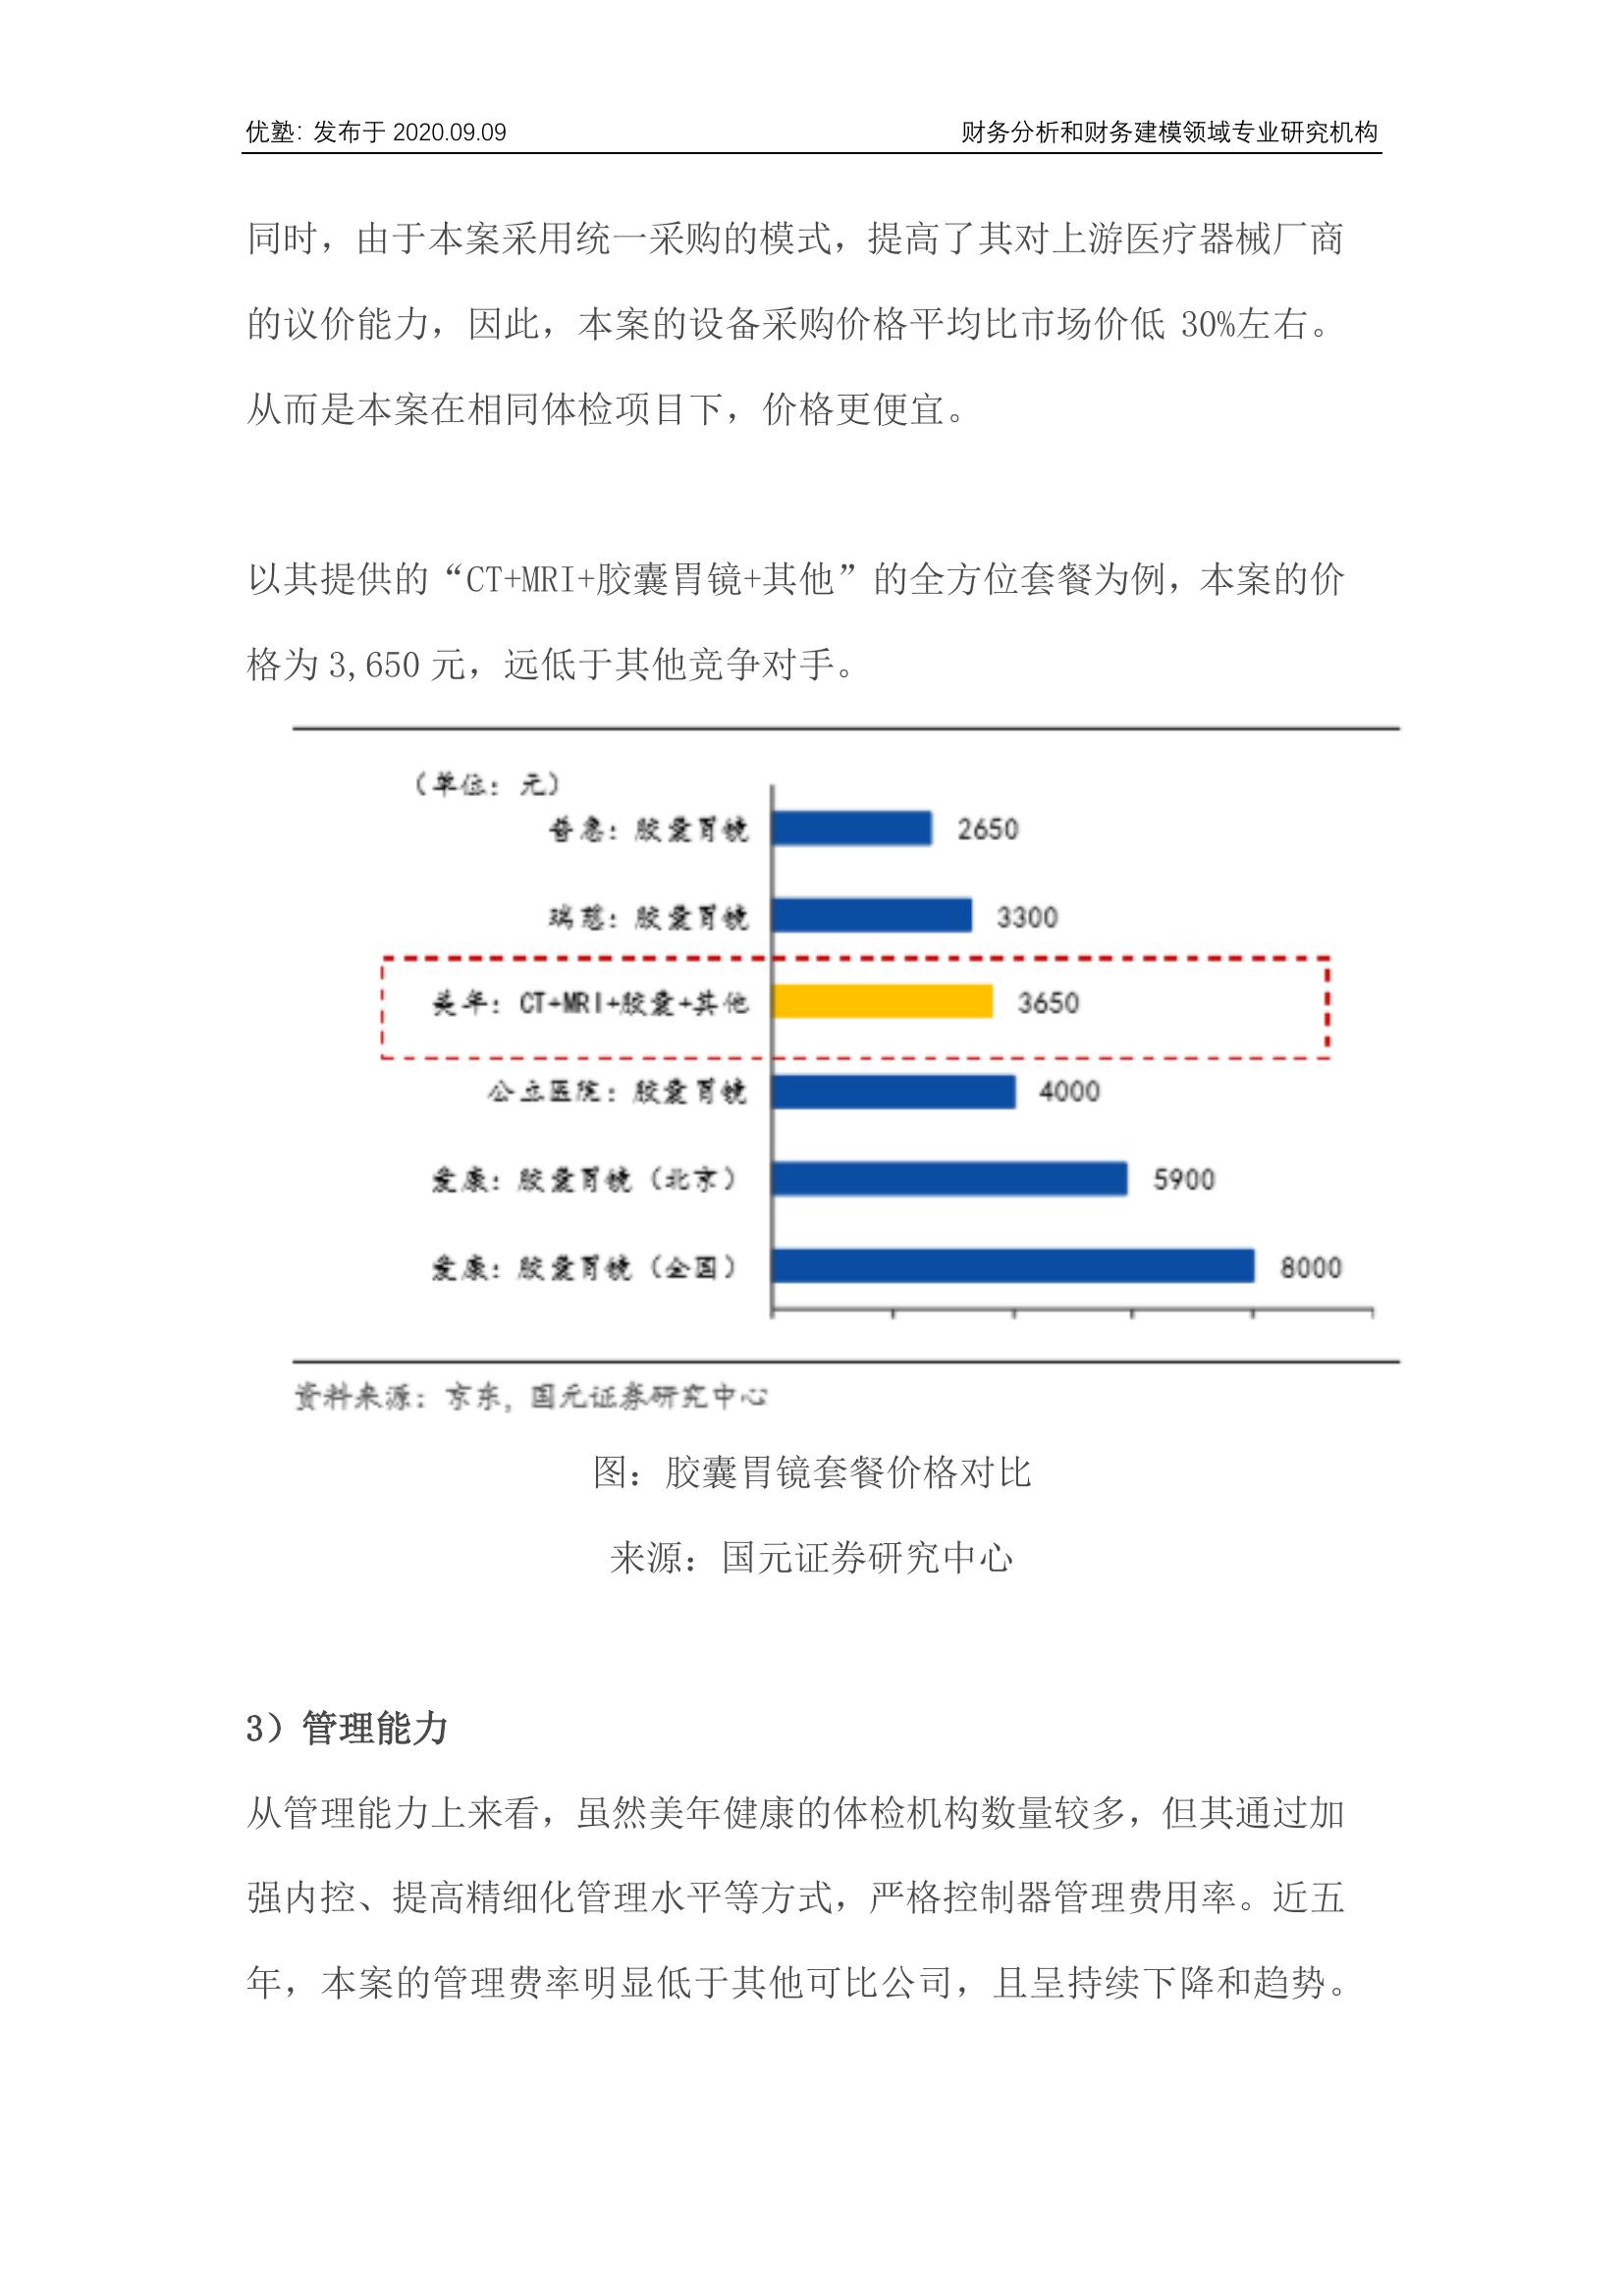 优塾：发布于 2020.09.09
财务分析和财务建模领域专业研究机构
同时，由于本案采用统一采购的模式，提高了其对上游医疗器械厂商
的议价能力，因此，本案的设备采购价格平均比市场价低 30%左右。
从而是本案在相同体检项目下，价格更便宜。
以其提供的“CT+MRI+胶囊胃镜+其他”的全方位套餐为例，本案的价
格为 3,650 元，远低于其他竞争对手。
（单位：元）
普惠：胶囊胃镜 2650
瑞慈：胶囊胃镜 3300
美年：CT+MRI+胶囊+其他 3650
公立医院：胶囊胃镜 4000
爱康：胶囊胃镜（北京） 5900
爱康：胶囊胃镜（全国） 8000
资料来源：京东，国元证券研究中心
图：胶囊胃镜套餐价格对比
来源：国元证券研究中心
3）管理能力
从管理能力上来看，虽然美年健康的体检机构数量较多，但其通过加
强内控、提高精细化管理水平等方式，严格控制器管理费用率。近五
年，本案的管理费率明显低于其他可比公司，且呈持续下降和趋势。